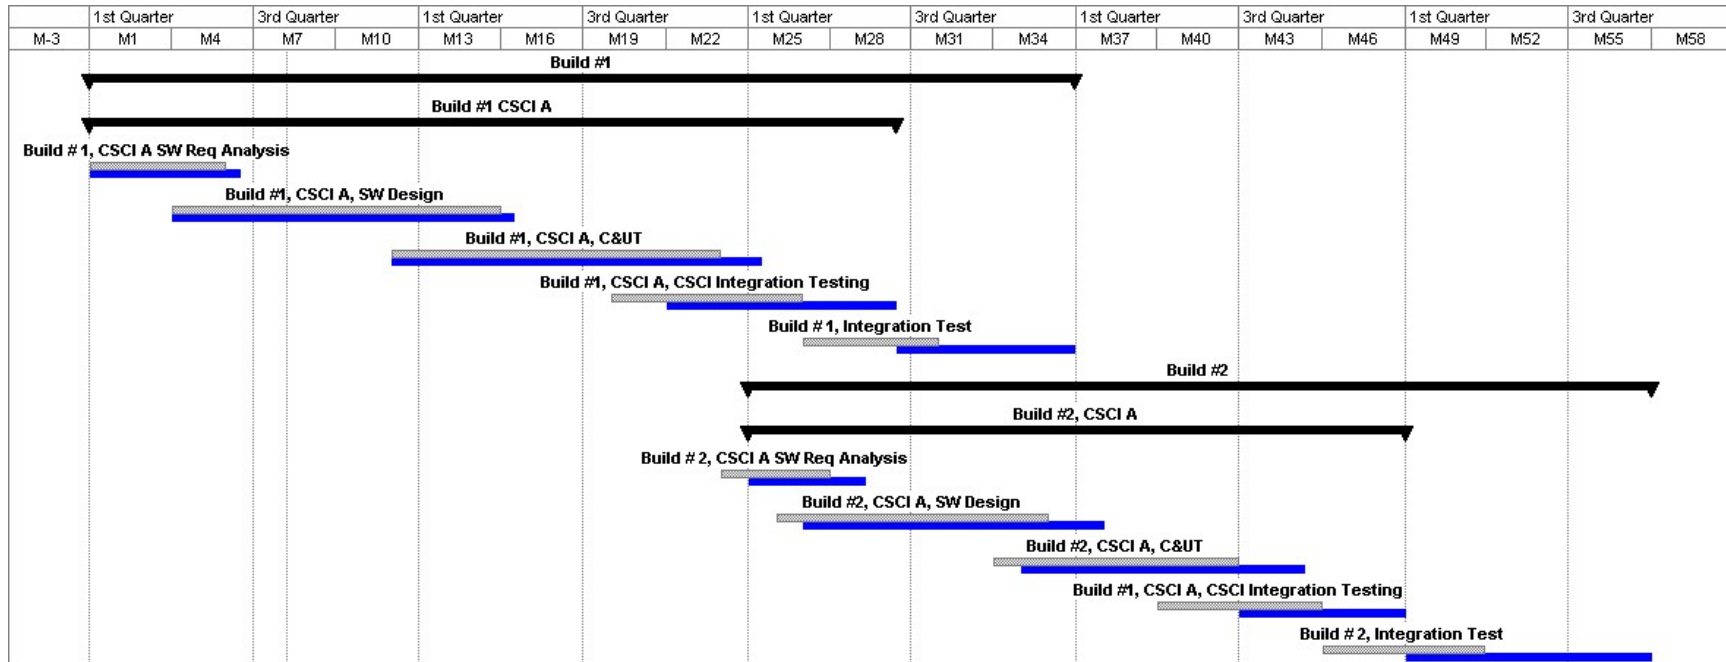 1st Quarter 3rd Quarter 1st Quarter 3rd Quarter 1st Quarter 3rd Quarter 1st Quarter 3rd Quarter 1st Quarter 3rd Quarter
M-3 M1 M4 M7 M10 M13 M16 M19 M22 M25 M28 M31 M34 M37 M40 M43 M46 M49 M52 M55 M58
Build #1
Build #1 CSCI A
Build # 1, CSCI A SW Req Analysis
Build #1, CSCI A, SW Design
Build #1, CSCI A, C&UT
Build #1, CSCI A, CSCI Integration Testing
Build # 1, Integration Test
Build #2
Build #2, CSCI A
Build # 2, CSCI A SW Req Analysis
Build #2, CSCI A, SW Design
Build #2, CSCI A, C&UT
Build #1, CSCI A, CSCI Integration Testing
Build # 2, Integration Test